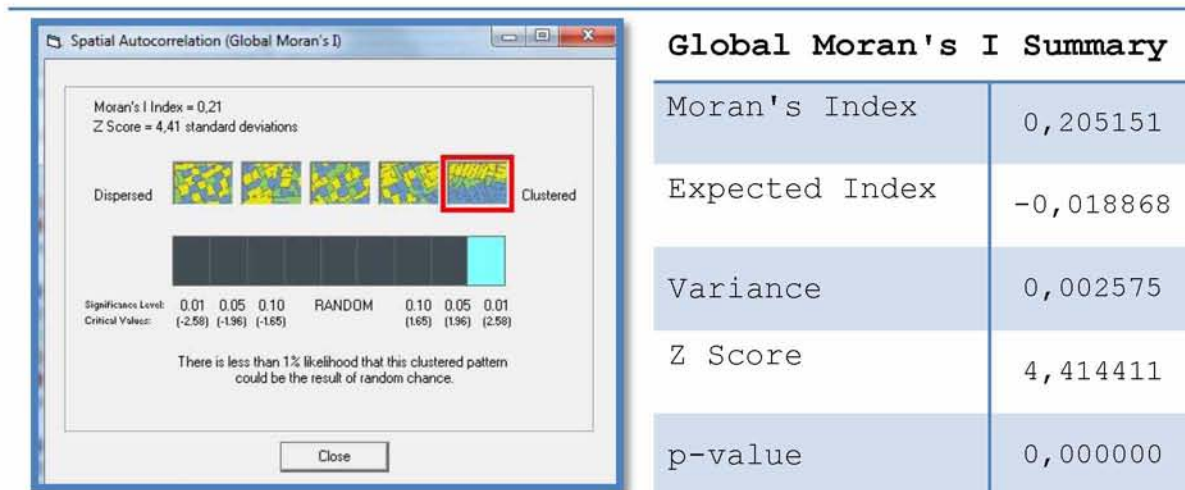 Spatial Autocorrelation (Global Moran's I)
Moran's I Index = 0,21
Z Score = 4,41 standard deviations
Dispersed
Clustered
Significance Level: 0.01 0.05 0.10 RANDOM 0.10 0.05 0.01
Critical Values: (-2.58) (-1.96) (-1.65) (1.65) (1.96) (2.58)
There is less than 1% likelihood that this clustered pattern
could be the result of random chance.
Close
Global Moran's I Summary
Moran's Index 0,205151
Expected Index -0,018868
Variance 0,002575
Z Score 4,414411
p-value 0,000000